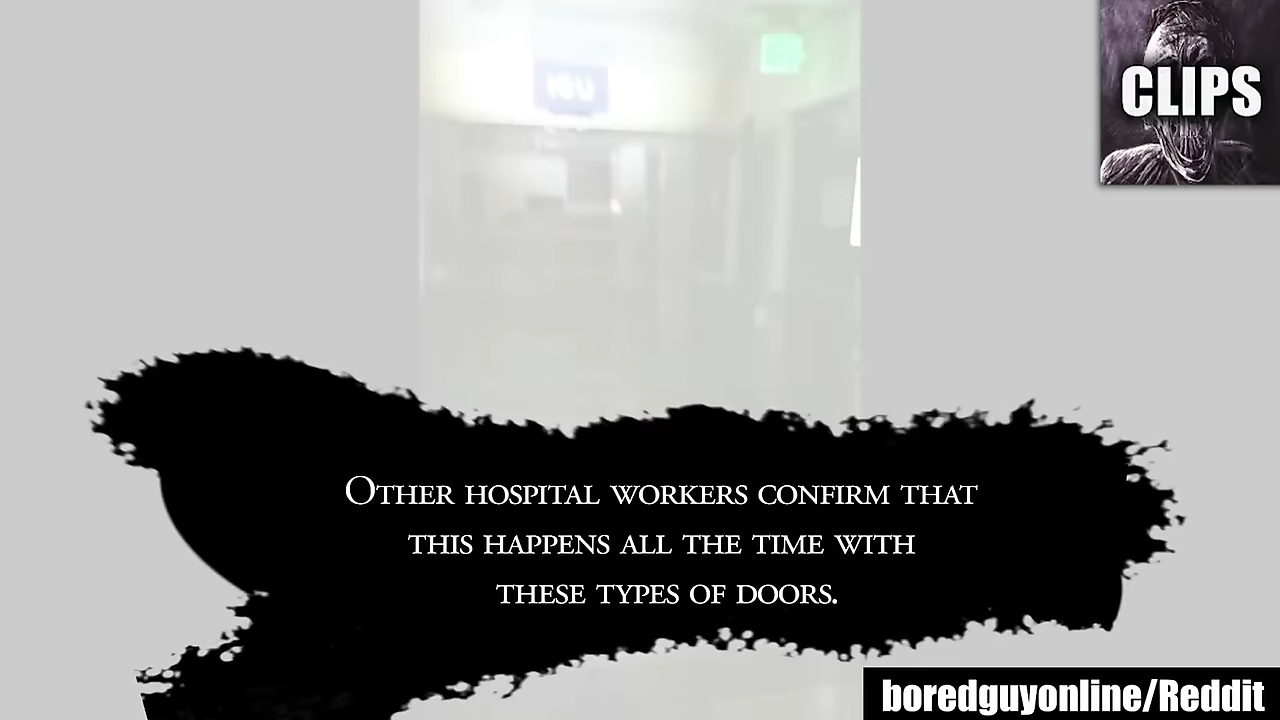 CLIPS
Other hospital workers confirm that
this happens all the time with
these types of doors.
boredguyonline/Reddit